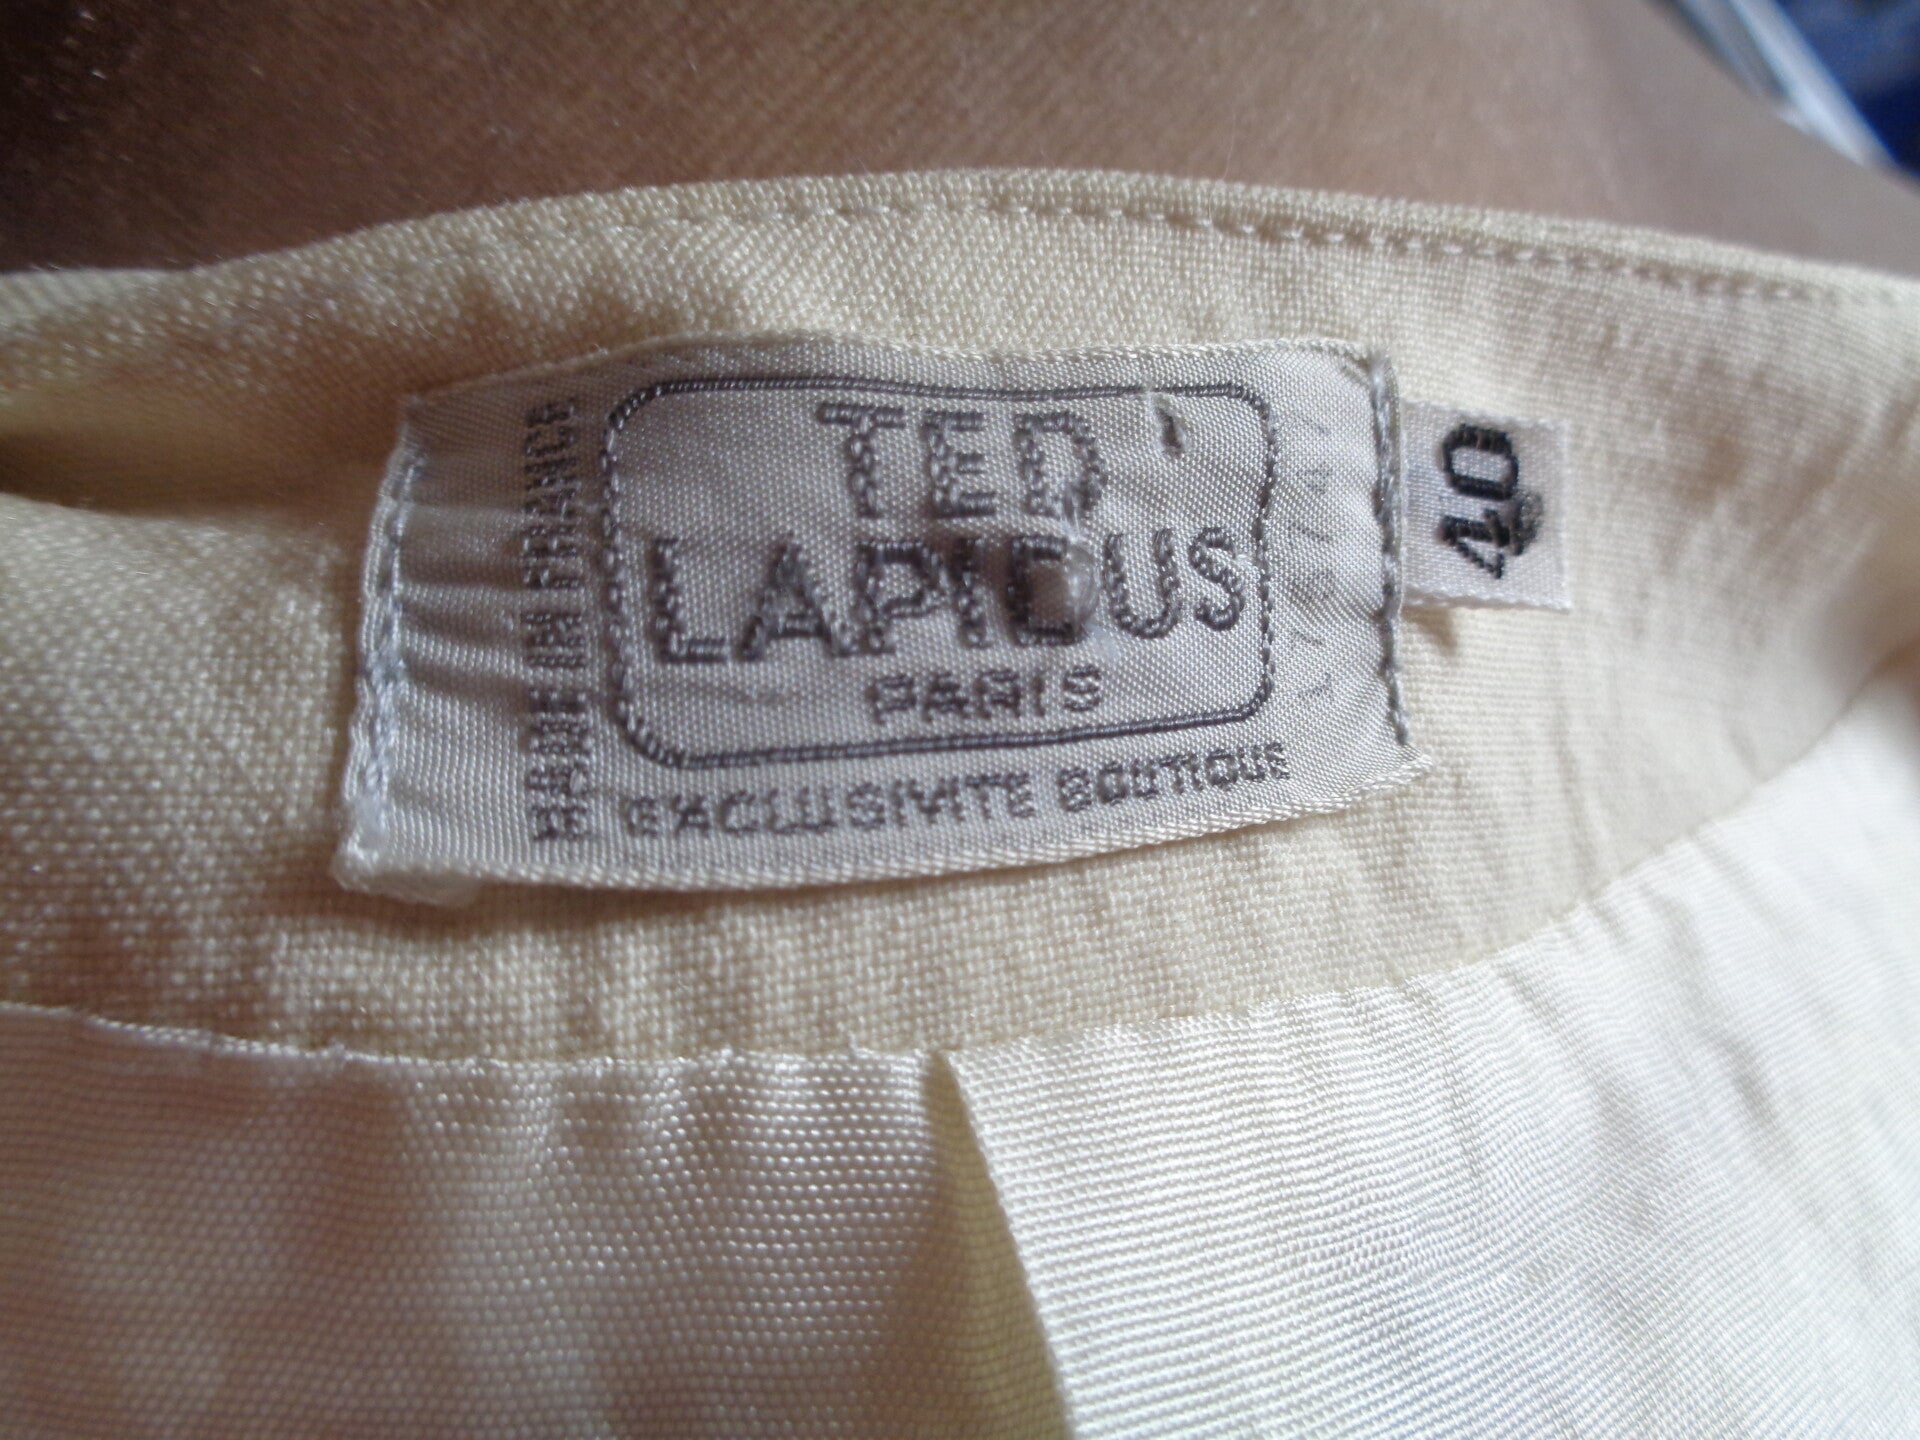 TED
LAPIDUS
PARIS
EXCLUSIVITE BOUTIQUE
MADE IN FRANCE
40